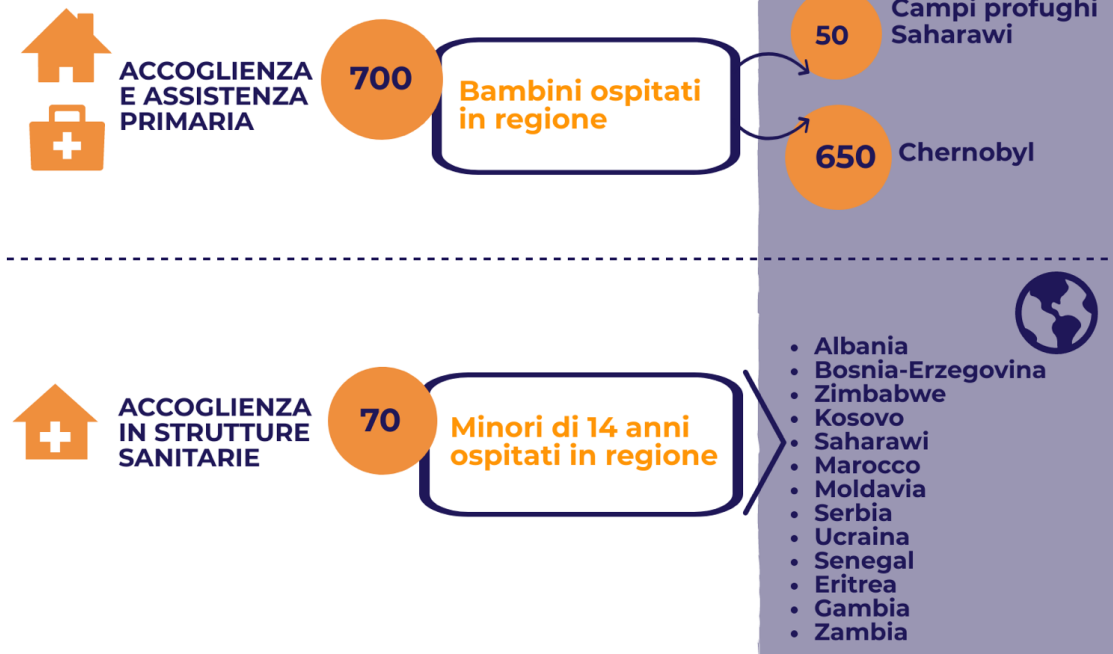 ACCOGLIENZA
E ASSISTENZA
PRIMARIA
700
Bambini ospitati
in regione
50
Campi profughi
Saharawi
650
Chernobyl
ACCOGLIENZA
IN STRUTTURE
SANITARIE
70
Minori di 14 anni
ospitati in regione
• Albania
• Bosnia-Erzegovina
• Zimbabwe
• Kosovo
• Saharawi
• Marocco
• Moldavia
• Serbia
• Ucraina
• Senegal
• Eritrea
• Gambia
• Zambia